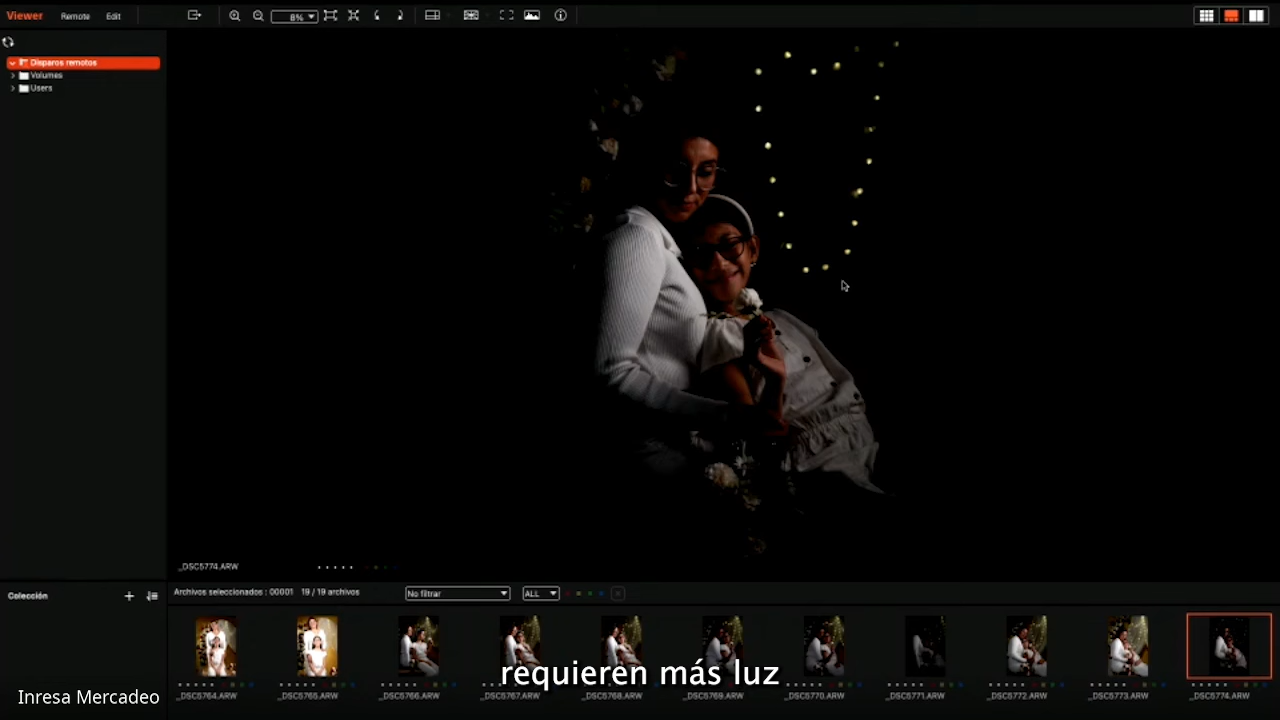 Viewer Remote Edit 8%
Disparos remotos
Volumes
Users
_DSC5774.ARW
Colección
Archivos seleccionados : 00001 19 / 19 archivos No filtrar ALL
_DSC5764.ARW _DSC5765.ARW _DSC5766.ARW _DSC5767.ARW _DSC5768.ARW _DSC5769.ARW _DSC5770.ARW _DSC5771.ARW _DSC5772.ARW _DSC5773.ARW _DSC5774.ARW
requieren más luz
Inresa Mercadeo